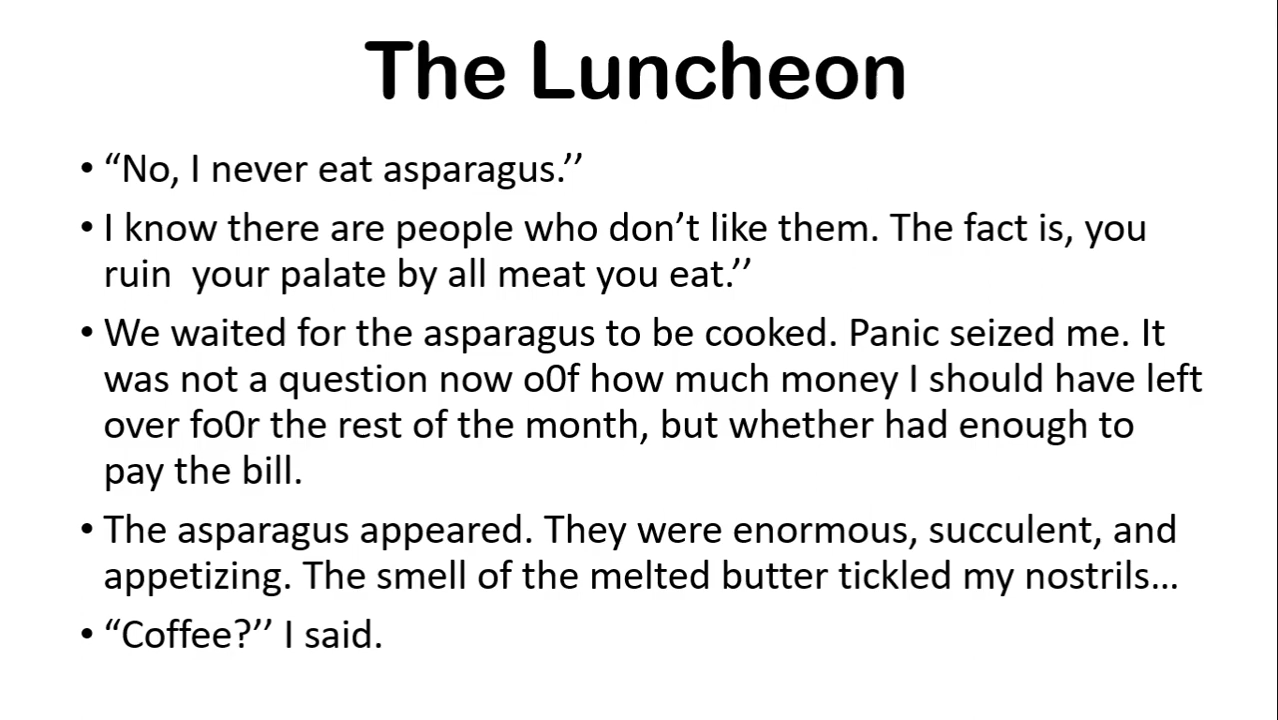 The Luncheon
• “No, I never eat asparagus.’’
• I know there are people who don’t like them. The fact is, you
ruin  your palate by all meat you eat.’’
• We waited for the asparagus to be cooked. Panic seized me. It
was not a question now o0f how much money I should have left
over fo0r the rest of the month, but whether had enough to
pay the bill.
• The asparagus appeared. They were enormous, succulent, and
appetizing. The smell of the melted butter tickled my nostrils…
• “Coffee?’’ I said.